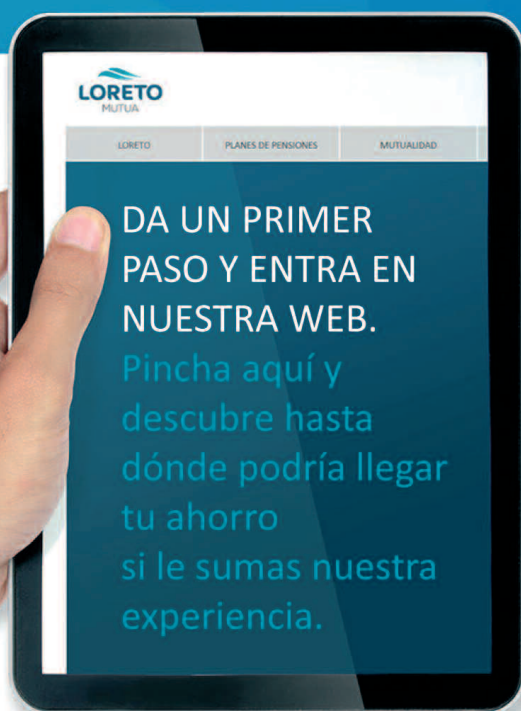 LORETO
MUTUA
LORETO PLANES DE PENSIONES MUTUALIDAD
DA UN PRIMER
PASO Y ENTRA EN
NUESTRA WEB.
Pincha aquí y
descubre hasta
dónde podría llegar
tu ahorro
si le sumas nuestra
experiencia.